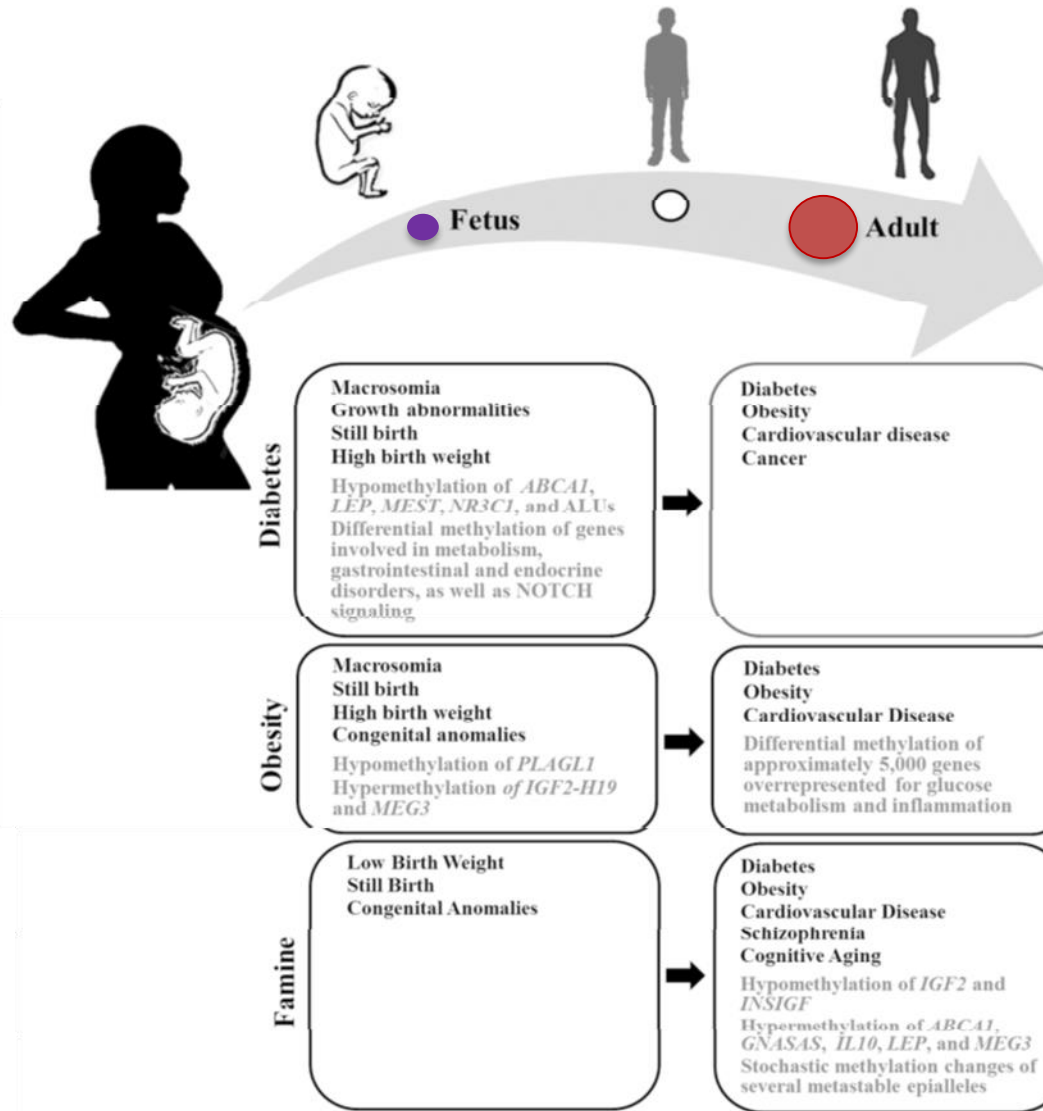 Fetus
Adult
Diabetes
Macrosomia
Growth abnormalities
Still birth
High birth weight
Hypomethylation of ABCA1,
LEP, MEST, NR3C1, and ALUs
Differential methylation of genes
involved in metabolism,
gastrointestinal and endocrine
disorders, as well as NOTCH
signaling
Diabetes
Obesity
Cardiovascular disease
Cancer
Obesity
Macrosomia
Still birth
High birth weight
Congenital anomalies
Hypomethylation of PLAGL1
Hypermethylation of IGF2-H19
and MEG3
Diabetes
Obesity
Cardiovascular Disease
Differential methylation of
approximately 5,000 genes
overrepresented for glucose
metabolism and inflammation
Famine
Low Birth Weight
Still Birth
Congenital Anomalies
Diabetes
Obesity
Cardiovascular Disease
Schizophrenia
Cognitive Aging
Hypomethylation of IGF2 and
INSIGF
Hypermethylation of ABCA1,
GNASAS, IL10, LEP, and MEG3
Stochastic methylation changes of
several metastable epialleles